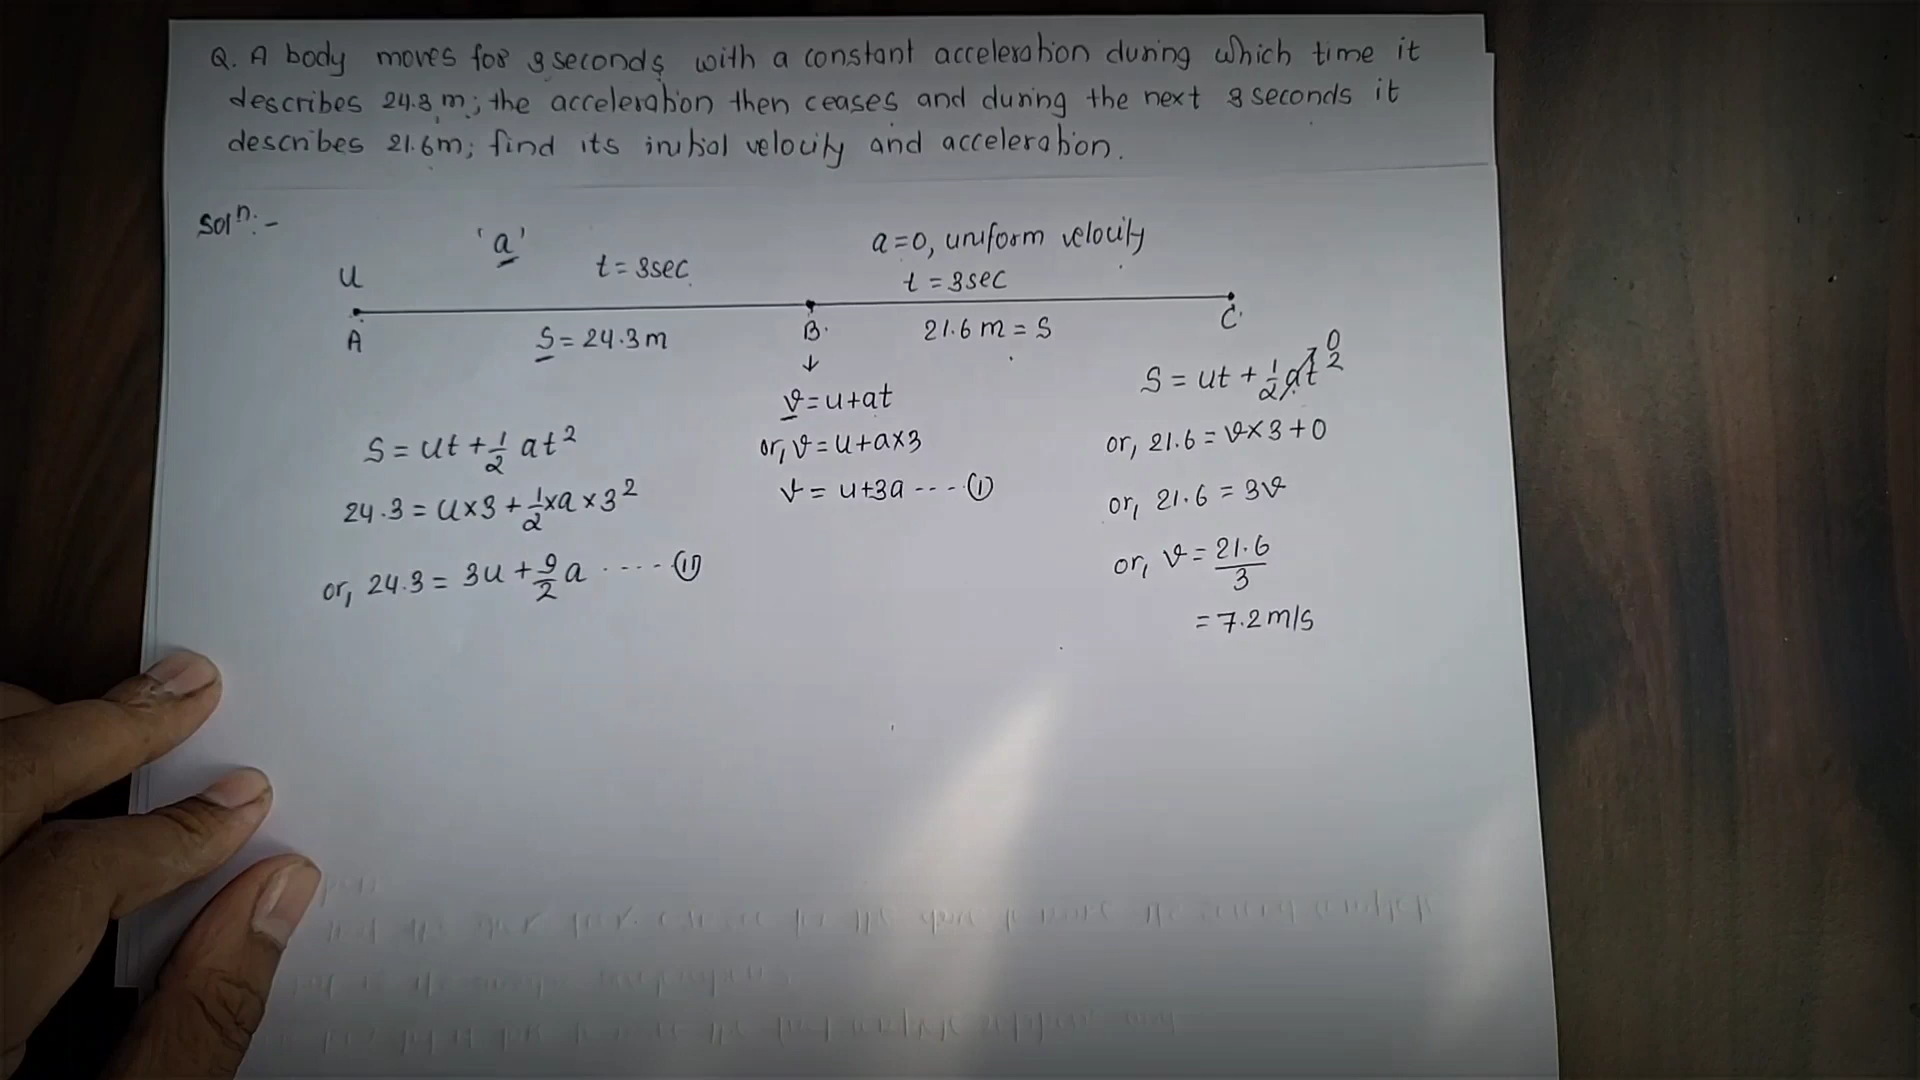 Q. A body moves for 3 seconds with a constant acceleration during which time it
describes 24.3 m; the acceleration then ceases and during the next 3 seconds it
describes 21.6m; find its initial velocity and acceleration.
Solⁿ:-
'a'
a=0, uniform velocity
u
t = 3sec
t = 3sec
A
S = 24.3m
B
21.6 m = S
C
v=u+at
S = ut + 1/2 at² 0
S = ut + 1/2 at²
or, v = u+a×3
or, 21.6 = v×3+0
24.3 = u×3 + 1/2×a×3²
v = u+3a ---- (i)
or, 21.6 = 3v
or, 24.3 = 3u + 9/2 a ----- (ii)
or, v = 21.6/3
= 7.2 m/s